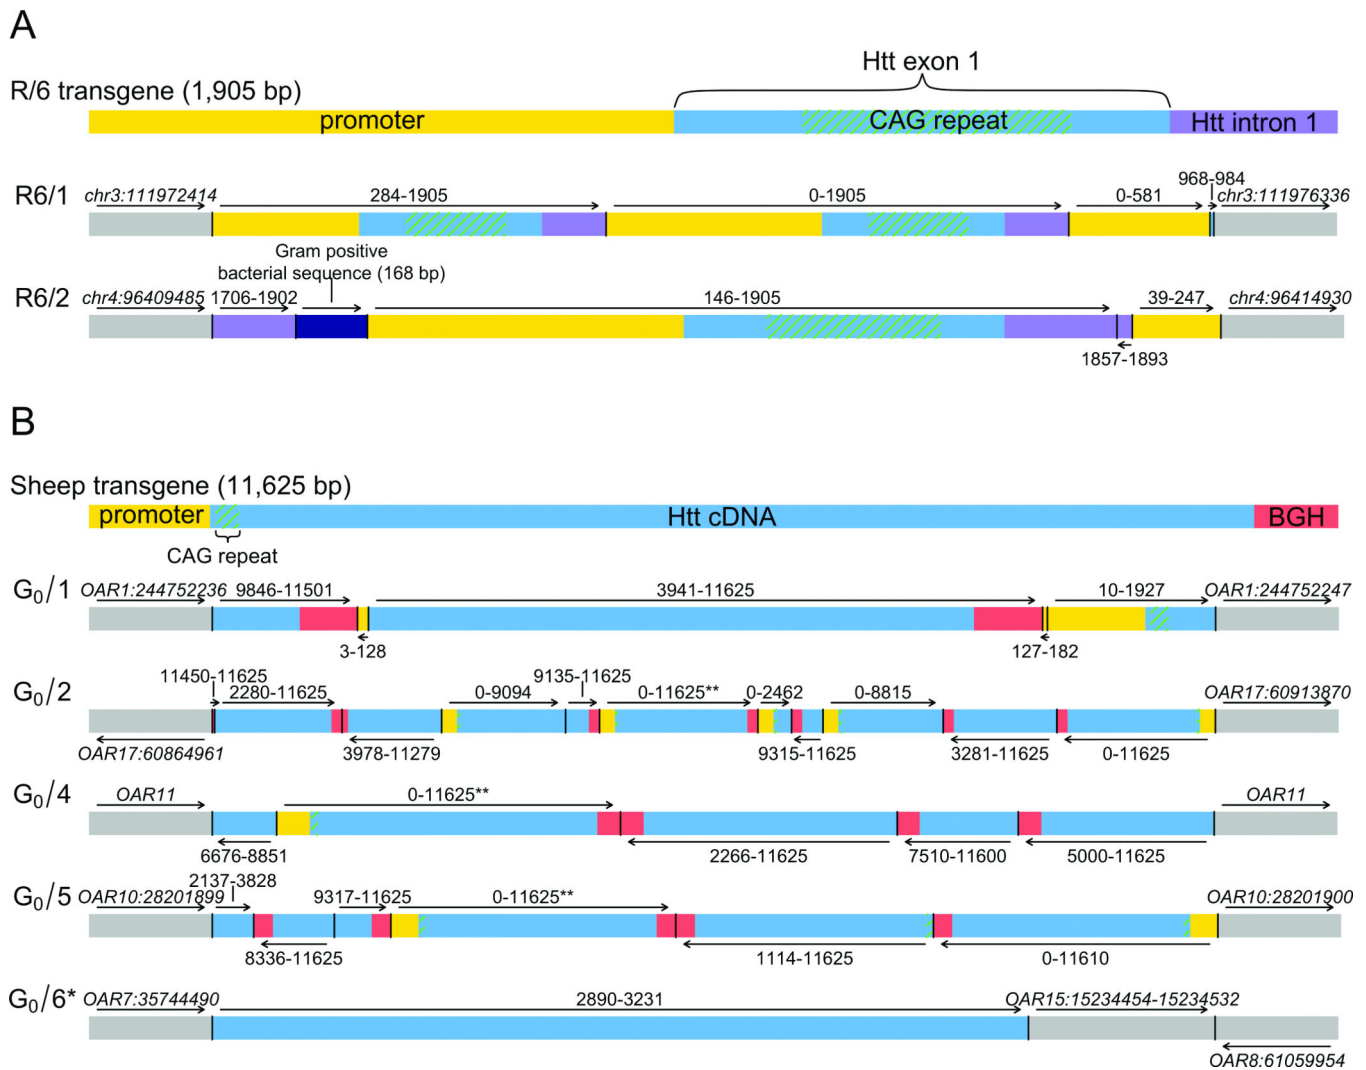 A
Htt exon 1
R/6 transgene (1,905 bp)
promoter CAG repeat Htt intron 1
968-984
R6/1 chr3:111972414 284-1905 0-1905 0-581 chr3:111976336
Gram positive
bacterial sequence (168 bp)
R6/2 chr4:96409485 1706-1902 146-1905 39-247 chr4:96414930
1857-1893
B
Sheep transgene (11,625 bp)
promoter Htt cDNA BGH
CAG repeat
G0/1 OAR1:244752236 9846-11501 3941-11625 10-1927 OAR1:244752247
3-128 127-182
11450-11625 9135-11625
G0/2 2280-11625 0-9094 0-11625** 0-2462 0-8815 OAR17:60913870
OAR17:60864961 3978-11279 9315-11625 3281-11625 0-11625
G0/4 OAR11 0-11625** OAR11
6676-8851 2266-11625 7510-11600 5000-11625
2137-3828
G0/5 OAR10:28201899 9317-11625 0-11625** OAR10:28201900
8336-11625 1114-11625 0-11610
G0/6* OAR7:35744490 2890-3231 OAR15:15234454-15234532
OAR8:61059954